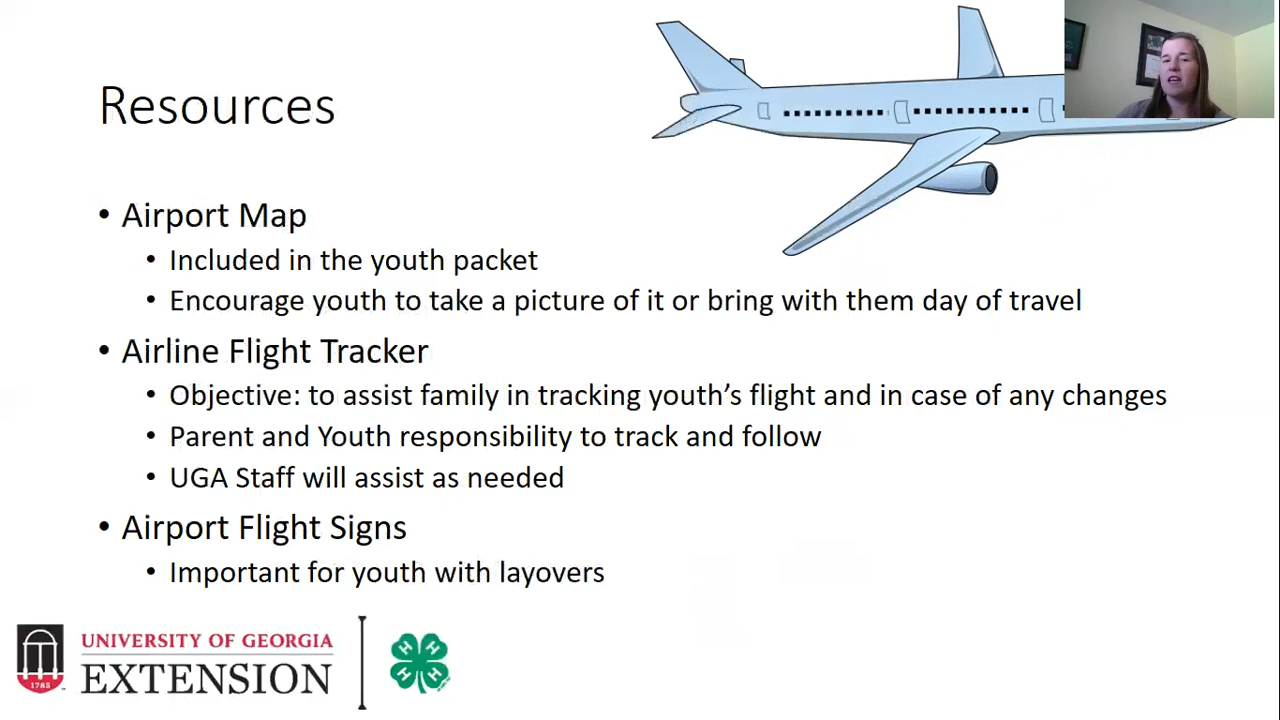 Resources
• Airport Map
• Included in the youth packet
• Encourage youth to take a picture of it or bring with them day of travel
• Airline Flight Tracker
• Objective: to assist family in tracking youth's flight and in case of any changes
• Parent and Youth responsibility to track and follow
• UGA Staff will assist as needed
• Airport Flight Signs
• Important for youth with layovers
1785
UNIVERSITY OF GEORGIA
EXTENSION
H H H H